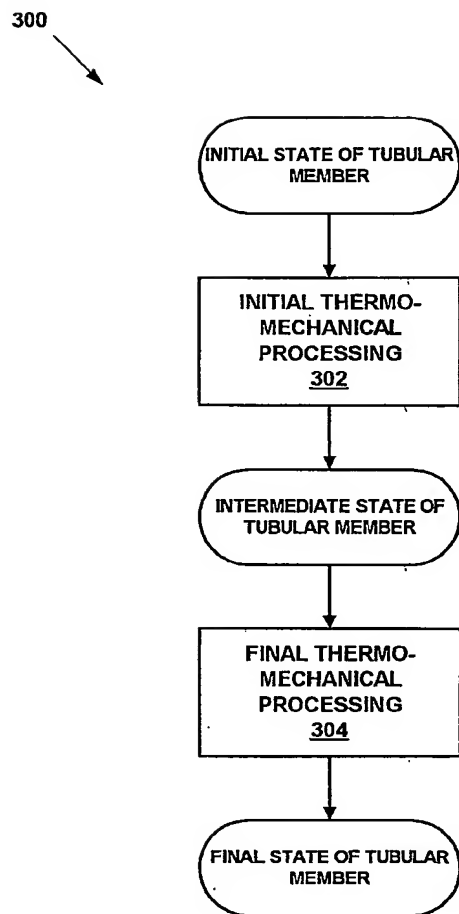 300
INITIAL STATE OF TUBULAR
MEMBER
INITIAL THERMO-
MECHANICAL
PROCESSING
302
INTERMEDIATE STATE OF
TUBULAR MEMBER
FINAL THERMO-
MECHANICAL
PROCESSING
304
FINAL STATE OF TUBULAR
MEMBER